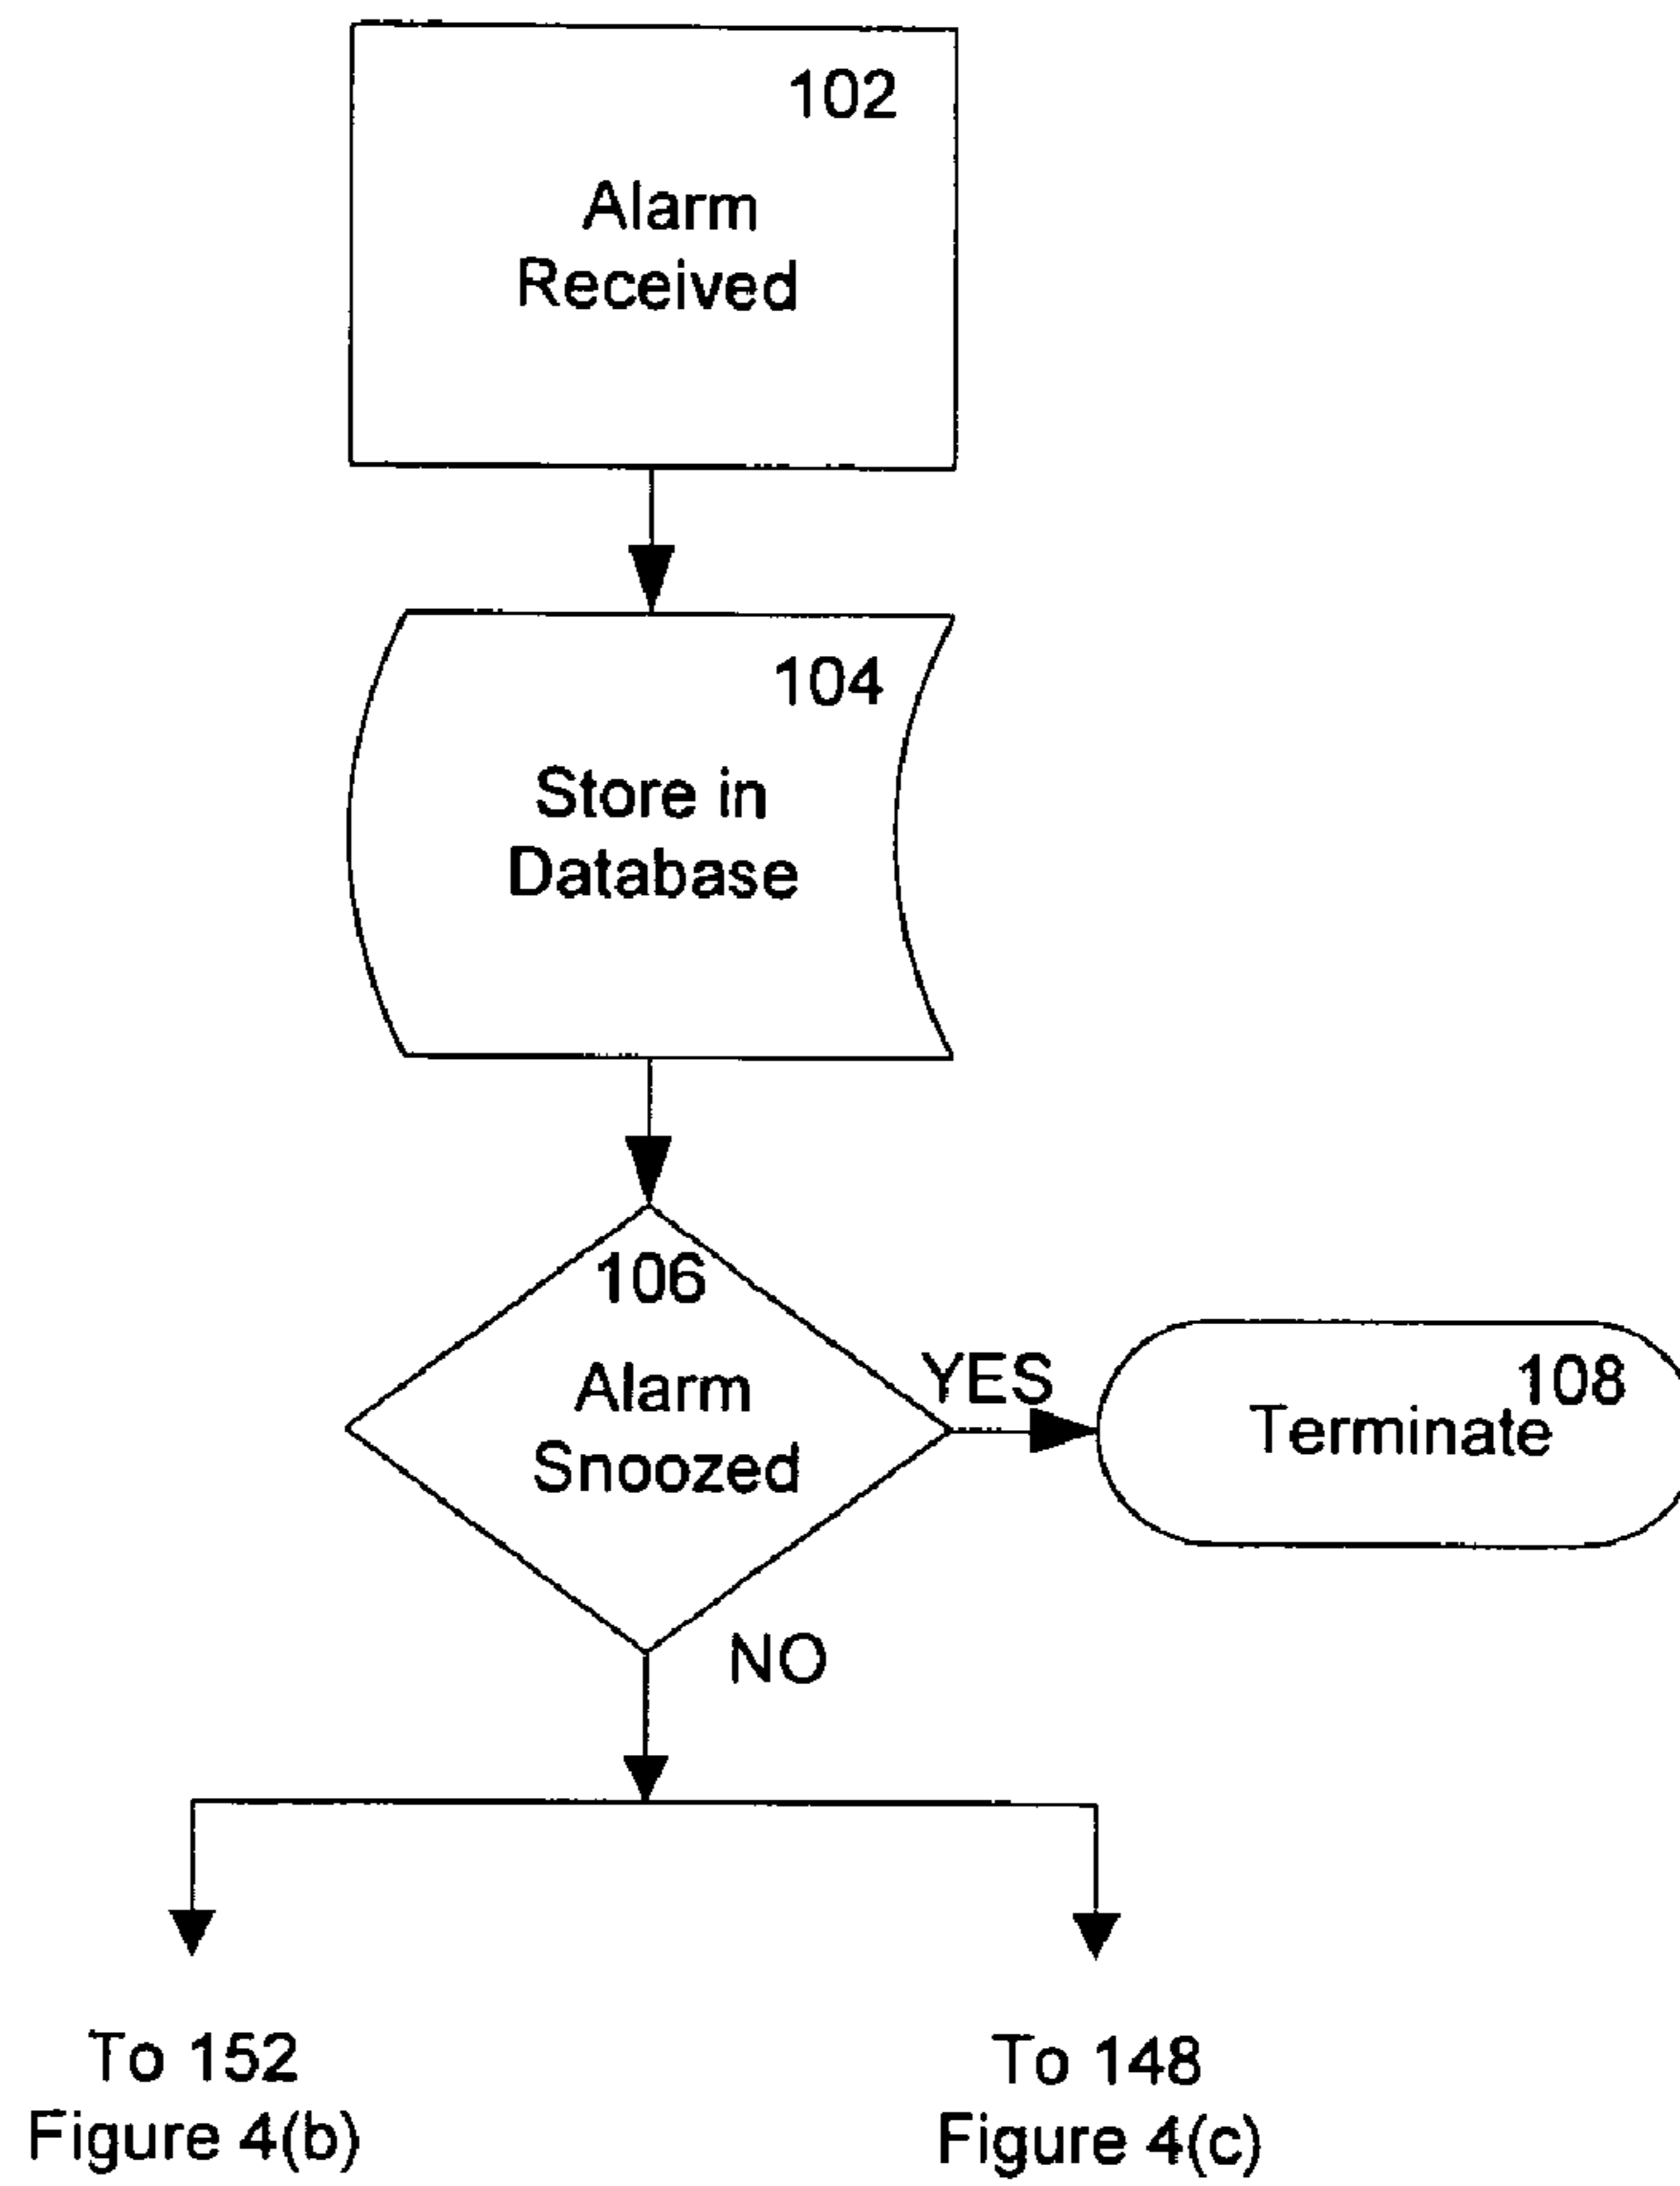 102
Alarm
Received
104
Store in
Database
106
Alarm
Snoozed
YES
108
Terminate
NO
To 152
Figure 4(b)
To 148
Figure 4(c)